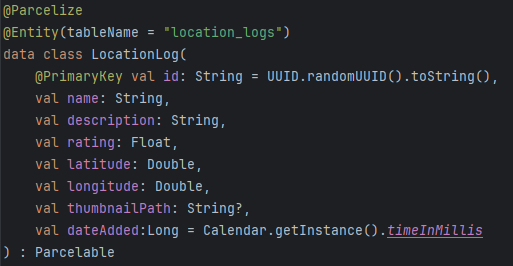 @Parcelize
@Entity(tableName = "location_logs")
data class LocationLog(
    @PrimaryKey val id: String = UUID.randomUUID().toString(),
    val name: String,
    val description: String,
    val rating: Float,
    val latitude: Double,
    val longitude: Double,
    val thumbnailPath: String?,
    val dateAdded:Long = Calendar.getInstance().timeInMillis
) : Parcelable